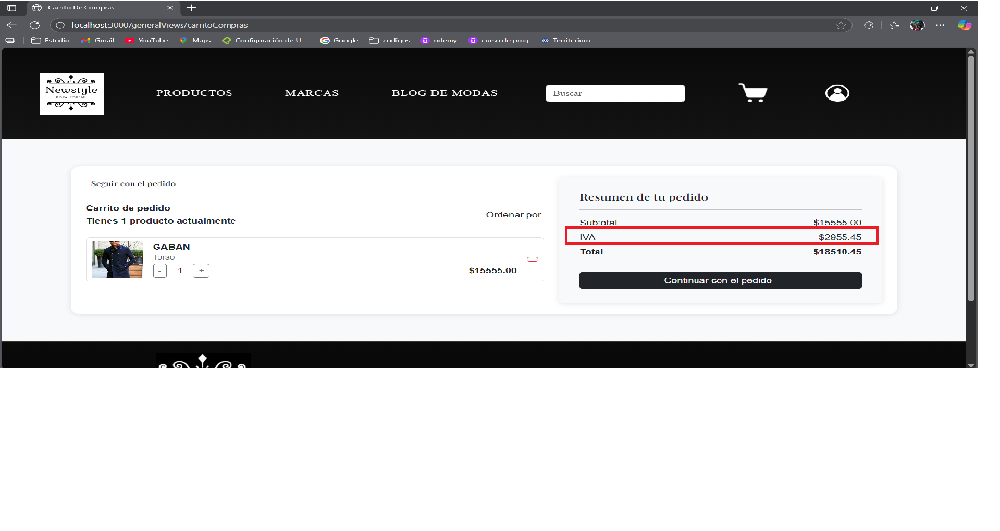 Carrito De Compras
localhost:3000/generalViews/carritoCompras
Estudio Gmail YouTube Maps Configuración de U... Google codigos udemy curso de prog Territorium
Newstyle
ROPA FORMAL
PRODUCTOS MARCAS BLOG DE MODAS Buscar
Seguir con el pedido
Carrito de pedido
Tienes 1 producto actualmente
Ordenar por:
GABAN
Torso
- 1 +
$15555.00
Resumen de tu pedido
Subtotal $15555.00
IVA $2955.45
Total $18510.45
Continuar con el pedido